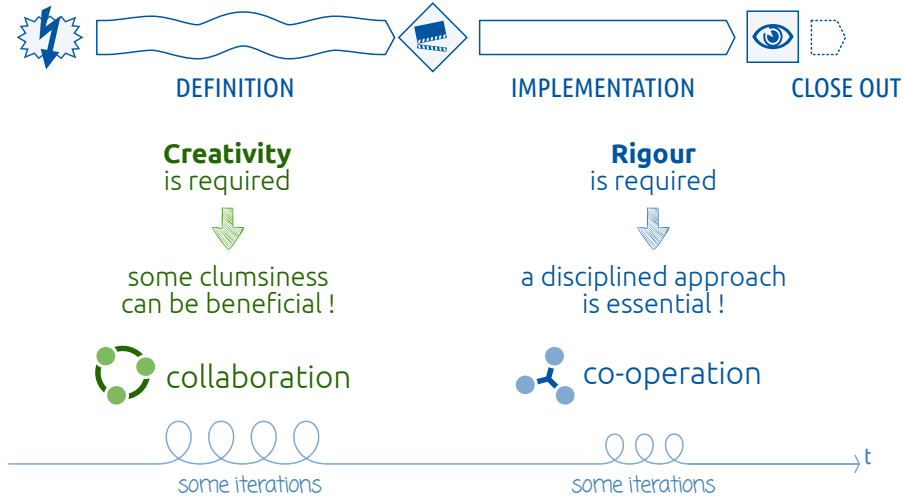 DEFINITION
IMPLEMENTATION
CLOSE OUT
Creativity
is required
Rigour
is required
some clumsiness
can be beneficial !
a disciplined approach
is essential !
collaboration
co-operation
t
some iterations
some iterations